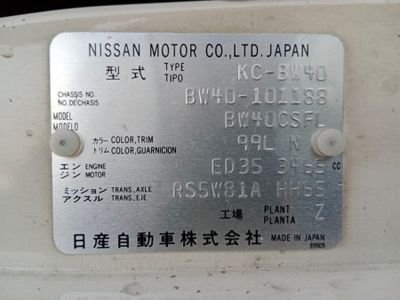 NISSAN MOTOR CO.,LTD. JAPAN
型式 TYPE TIPO KC-BW40
CHASSIS NO. NO.DECHASIS BW40-101188
MODEL MODELO BW40CSFL
カラー COLOR,TRIM トリム COLOR,GUARNICION 99L N
エンジン ENGINE MOTOR ED35 3465 cc
ミッション TRANS.,AXLE アクスル TRANS.,EJE RS5W81A HH55
工場 PLANT PLANTA Z
日産自動車株式会社 MADE IN JAPAN
89909